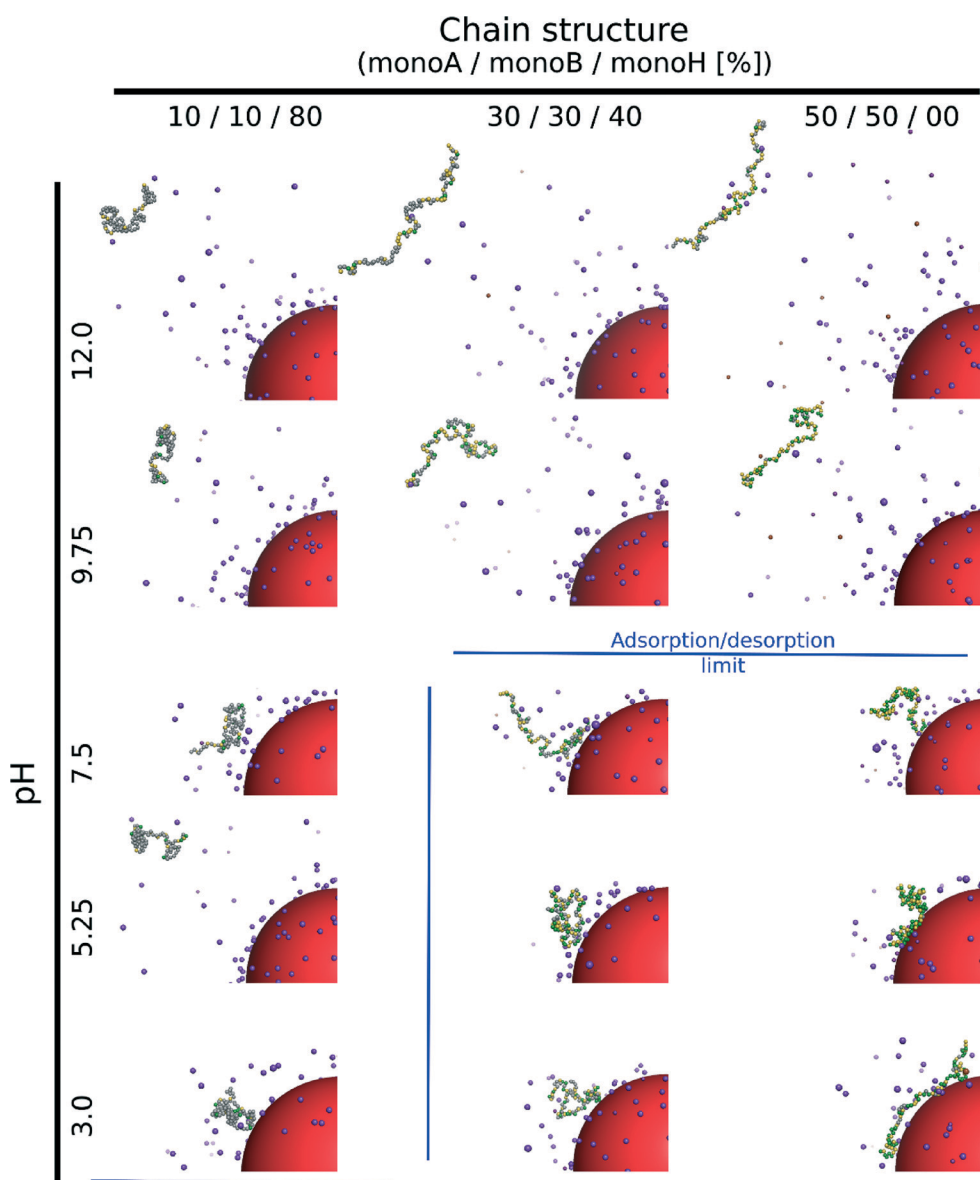 Chain structure
(monoA / monoB / monoH [%])
10 / 10 / 80
30 / 30 / 40
50 / 50 / 00
pH
12.0
9.75
Adsorption/desorption
limit
7.5
5.25
3.0